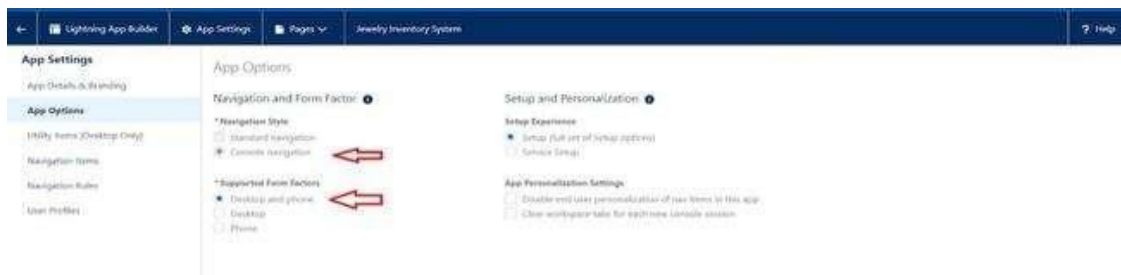 Lightning App Builder App Settings Pages Jewelry Inventory System ? Help
App Settings
App Details & Branding
App Options
Utility Items (Desktop Only)
Navigation Items
Navigation Rules
User Profiles
App Options
Navigation and Form Factor
* Navigation Style
Standard navigation
Console navigation
* Supported Form Factors
Desktop and phone
Desktop
Phone
Setup and Personalization
Setup Experience
Setup (full set of Setup options)
Service Setup
App Personalization Settings
Disable end user personalization of nav items in this app
Clear workspace tabs for each new console session